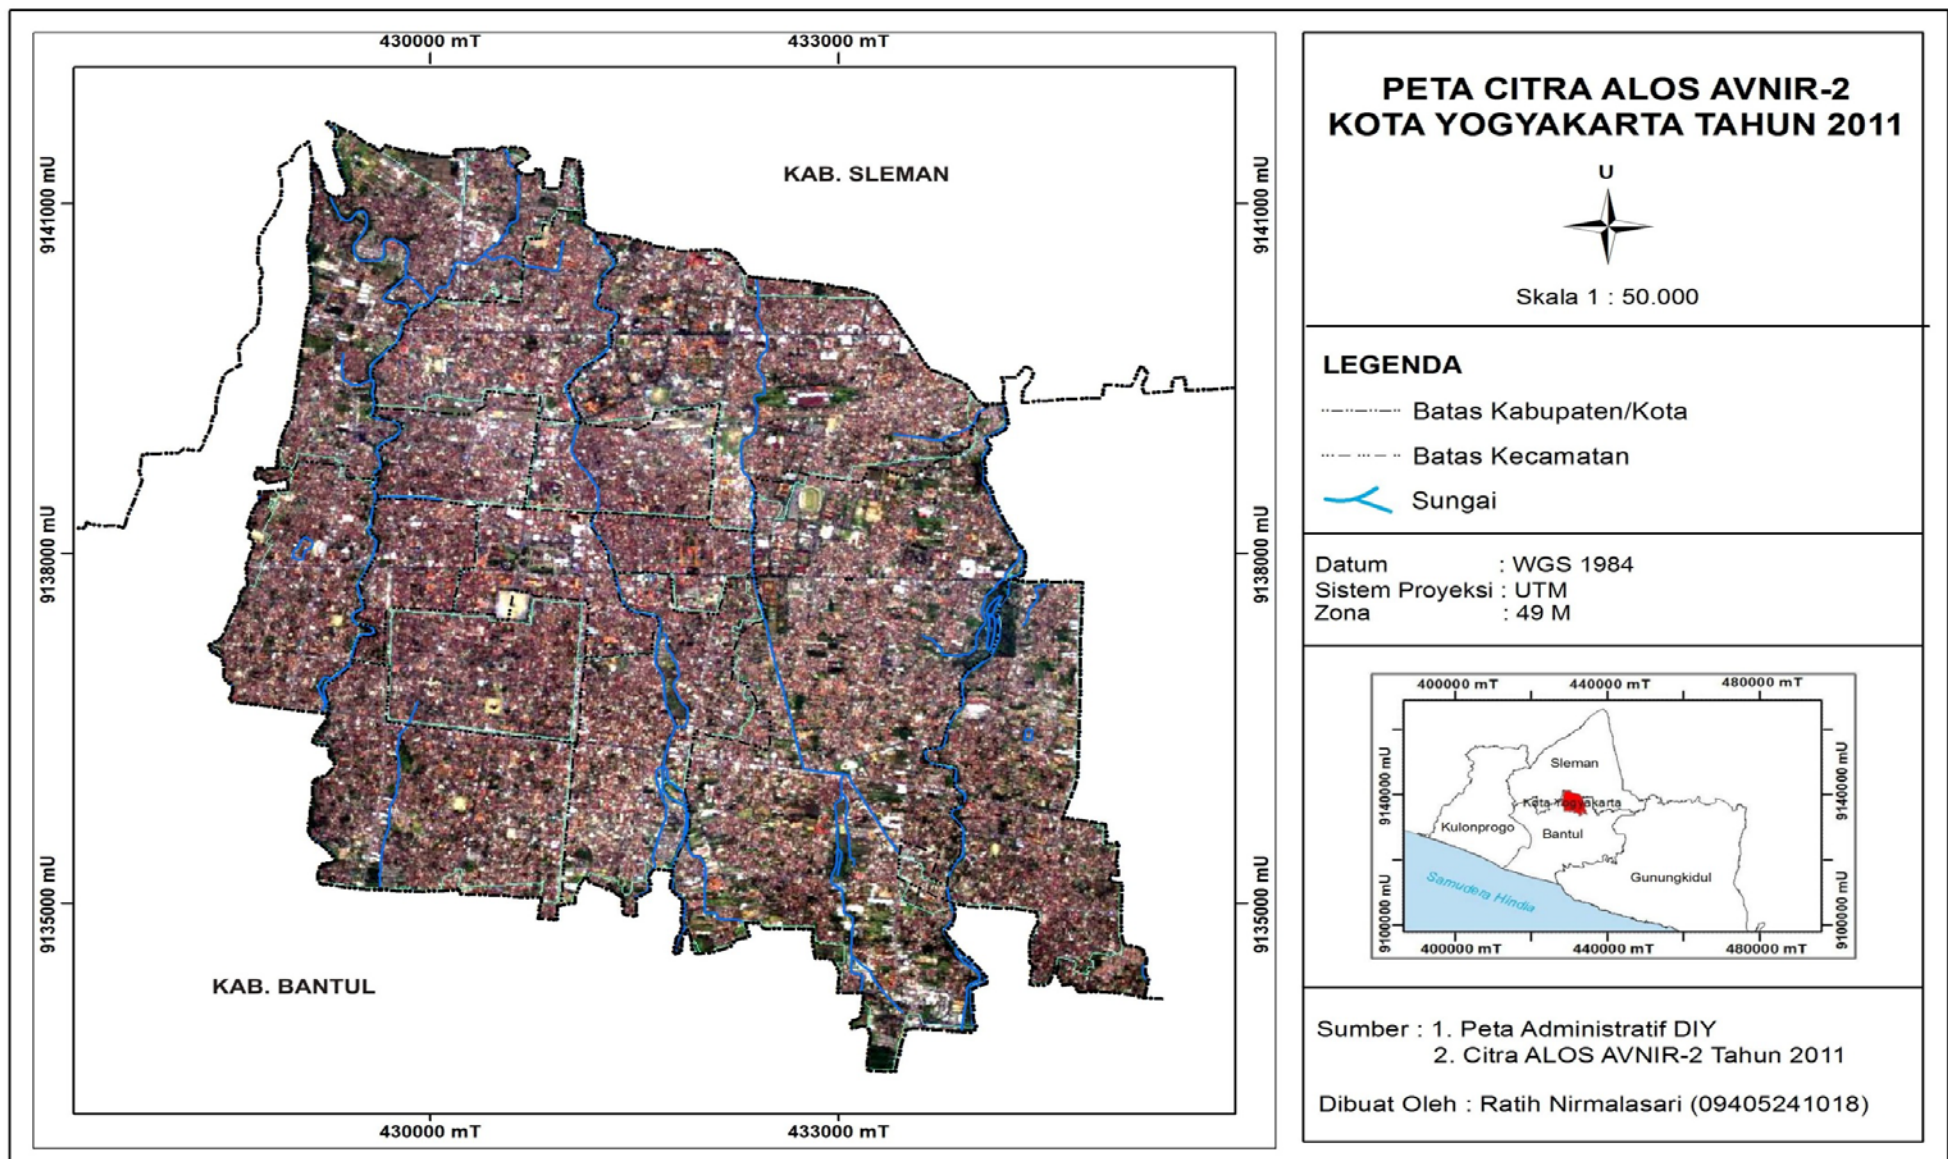 430000 mT
433000 mT
9141000 mU
9141000 mU
KAB. SLEMAN
9138000 mU
9138000 mU
9135000 mU
9135000 mU
KAB. BANTUL
430000 mT
433000 mT
PETA CITRA ALOS AVNIR-2
KOTA YOGYAKARTA TAHUN 2011
U
Skala 1 : 50.000
LEGENDA
Batas Kabupaten/Kota
Batas Kecamatan
Sungai
Datum : WGS 1984
Sistem Proyeksi : UTM
Zona : 49 M
400000 mT
440000 mT
480000 mT
9140000 mU
9140000 mU
Sleman
Kota Yogyakarta
Kulonprogo
Bantul
Gunungkidul
Samudera Hindia
9100000 mU
9100000 mU
400000 mT
440000 mT
480000 mT
Sumber : 1. Peta Administratif DIY
2. Citra ALOS AVNIR-2 Tahun 2011
Dibuat Oleh : Ratih Nirmalasari (09405241018)